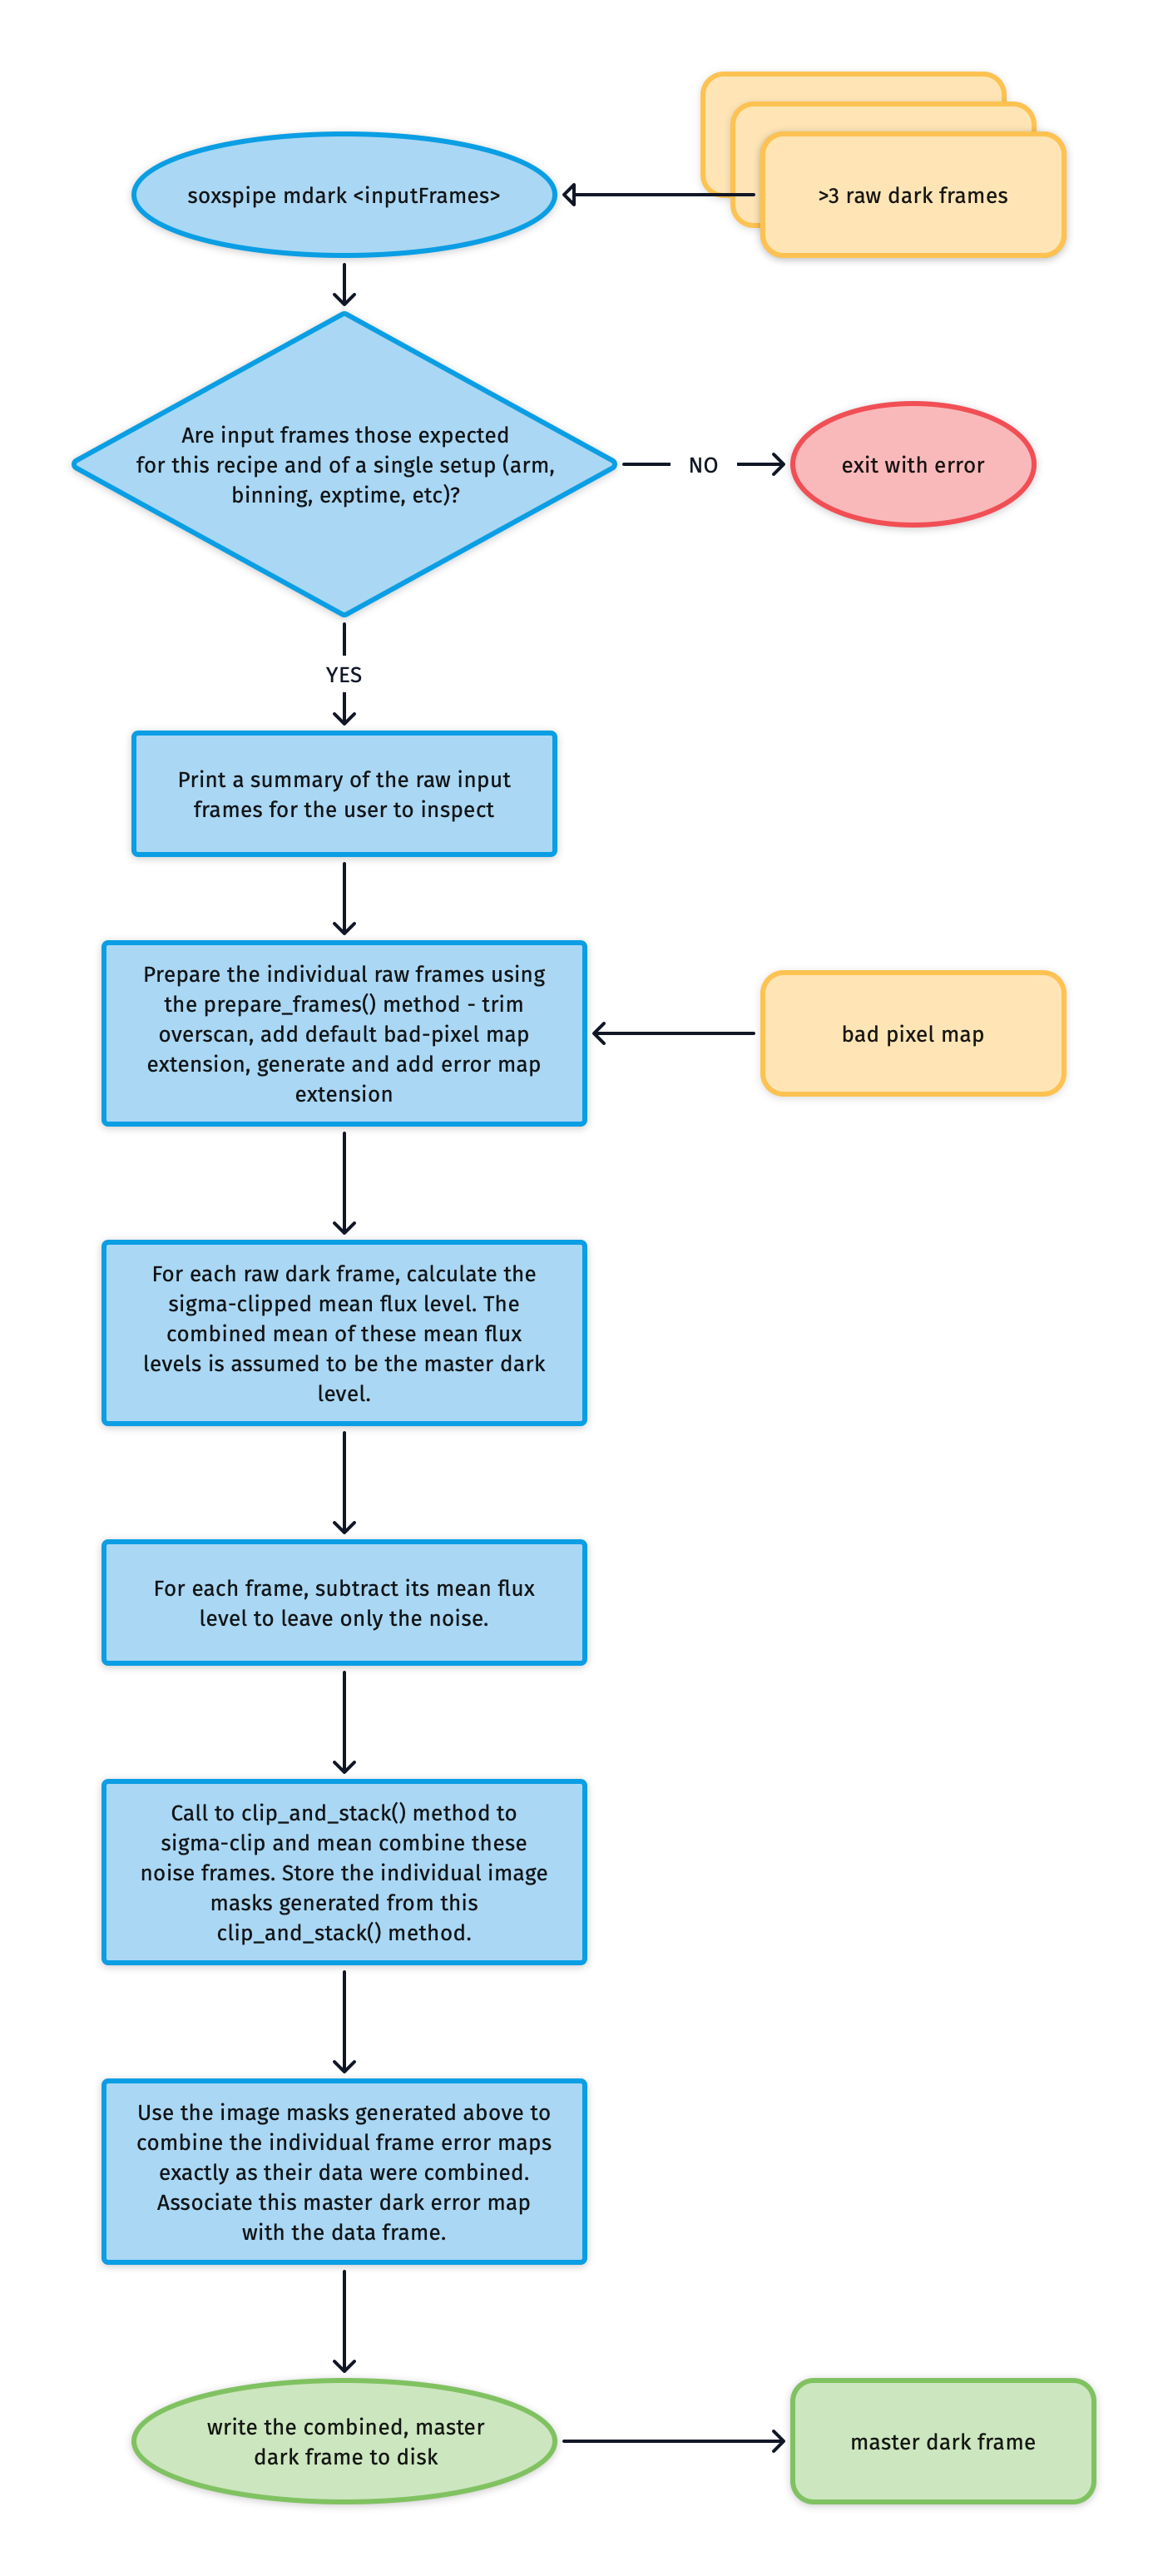 soxspipe mdark <inputFrames>
>3 raw dark frames
Are input frames those expected
for this recipe and of a single setup (arm,
binning, exptime, etc)?
NO
exit with error
YES
Print a summary of the raw input
frames for the user to inspect
Prepare the individual raw frames using
the prepare_frames() method - trim
overscan, add default bad-pixel map
extension, generate and add error map
extension
bad pixel map
For each raw dark frame, calculate the
sigma-clipped mean flux level. The
combined mean of these mean flux
levels is assumed to be the master dark
level.
For each frame, subtract its mean flux
level to leave only the noise.
Call to clip_and_stack() method to
sigma-clip and mean combine these
noise frames. Store the individual image
masks generated from this
clip_and_stack() method.
Use the image masks generated above to
combine the individual frame error maps
exactly as their data were combined.
Associate this master dark error map
with the data frame.
write the combined, master
dark frame to disk
master dark frame